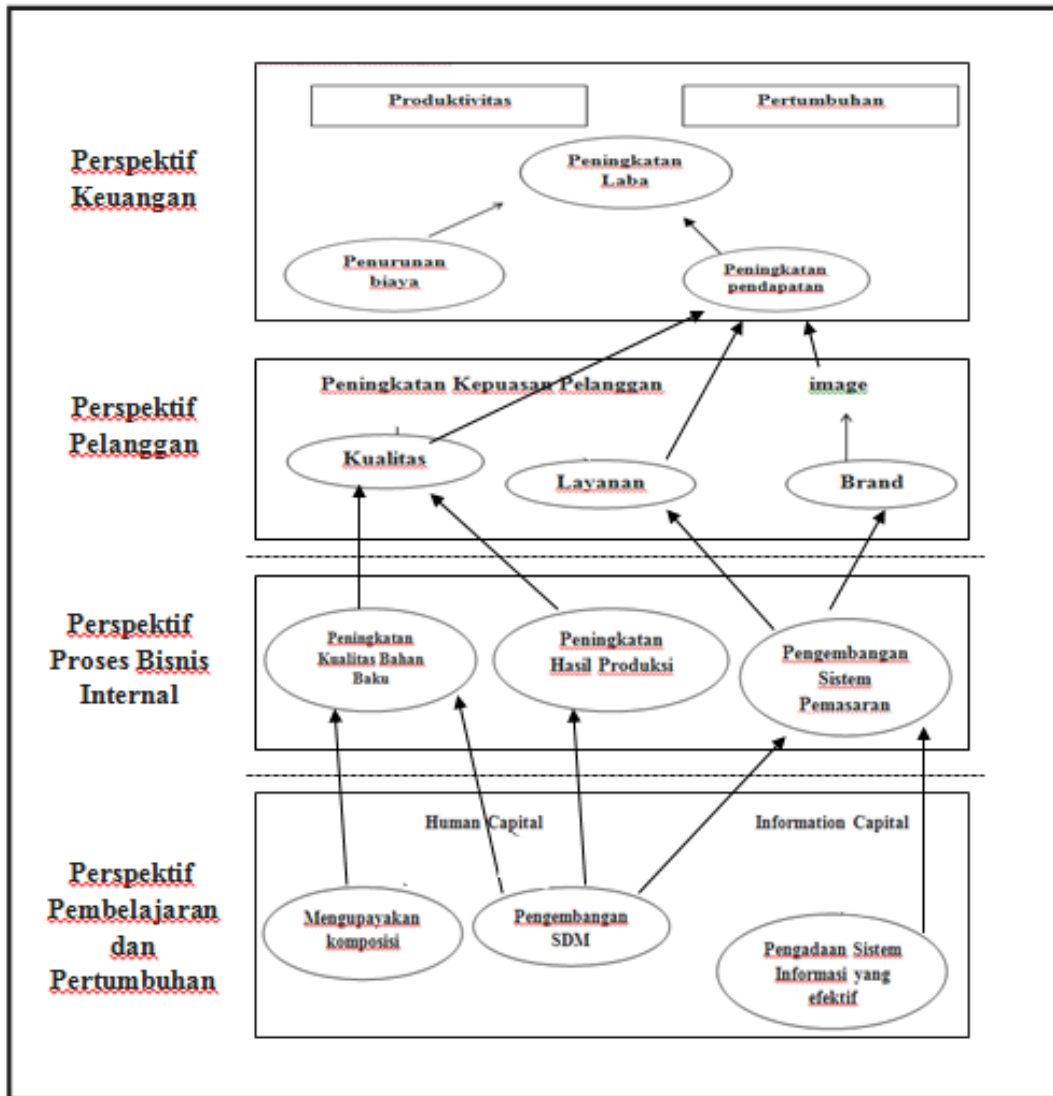 Perspektif
Keuangan
Produktivitas
Pertumbuhan
Peningkatan
Laba
Penurunan
biaya
Peningkatan
pendapatan
Perspektif
Pelanggan
Peningkatan Kepuasan Pelanggan
image
Kualitas
Layanan
Brand
Perspektif
Proses Bisnis
Internal
Peningkatan
Kualitas Bahan
Baku
Peningkatan
Hasil Produksi
Pengembangan
Sistem
Pemasaran
Perspektif
Pembelajaran
dan
Pertumbuhan
Human Capital
Information Capital
Mengupayakan
komposisi
Pengembangan
SDM
Pengadaan Sistem
Informasi yang
efektif